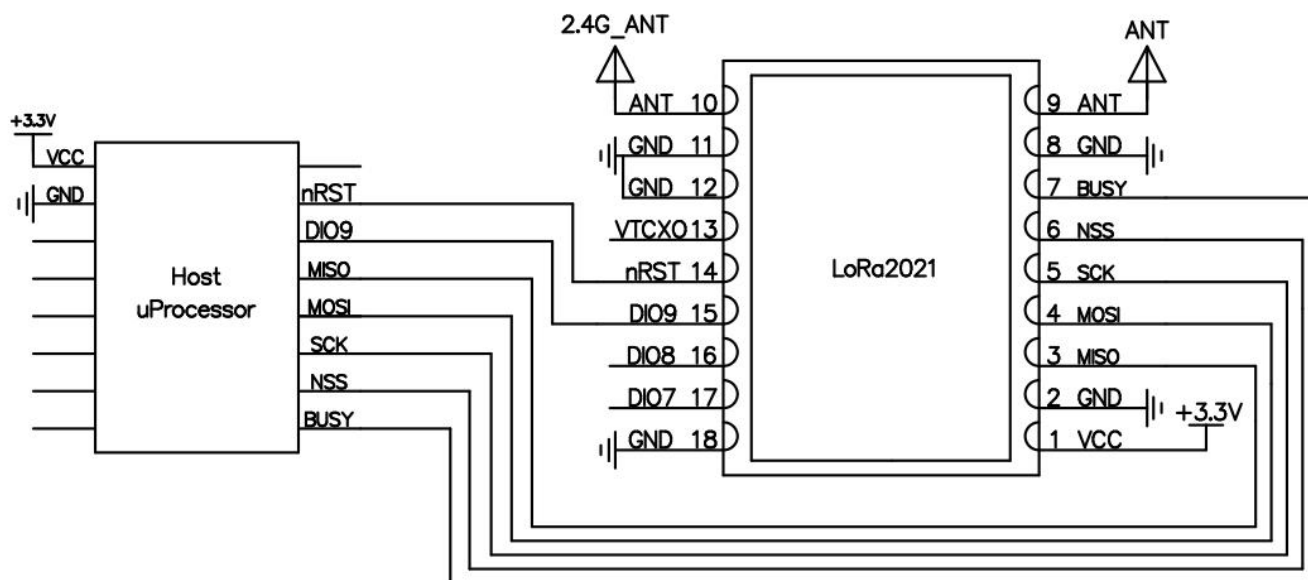 2.4G_ANT
ANT
+3.3V
VCC
GND
nRST
DIO9
MISO
MOSI
SCK
NSS
BUSY
Host
uProcessor
ANT 10
GND 11
GND 12
VTCXO 13
nRST 14
DIO9 15
DIO8 16
DIO7 17
GND 18
LoRa2021
9 ANT
8 GND
7 BUSY
6 NSS
5 SCK
4 MOSI
3 MISO
2 GND
+3.3V
1 VCC